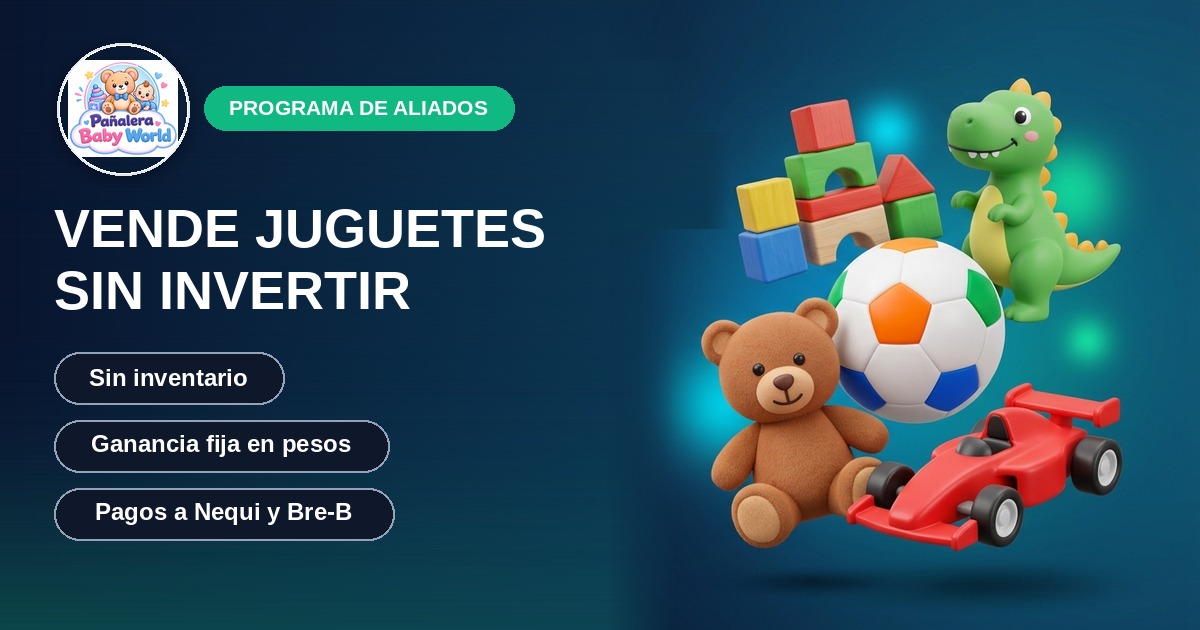 Pañalera
Baby World
PROGRAMA DE ALIADOS
VENDE JUGUETES
SIN INVERTIR
Sin inventario
Ganancia fija en pesos
Pagos a Nequi y Bre-B